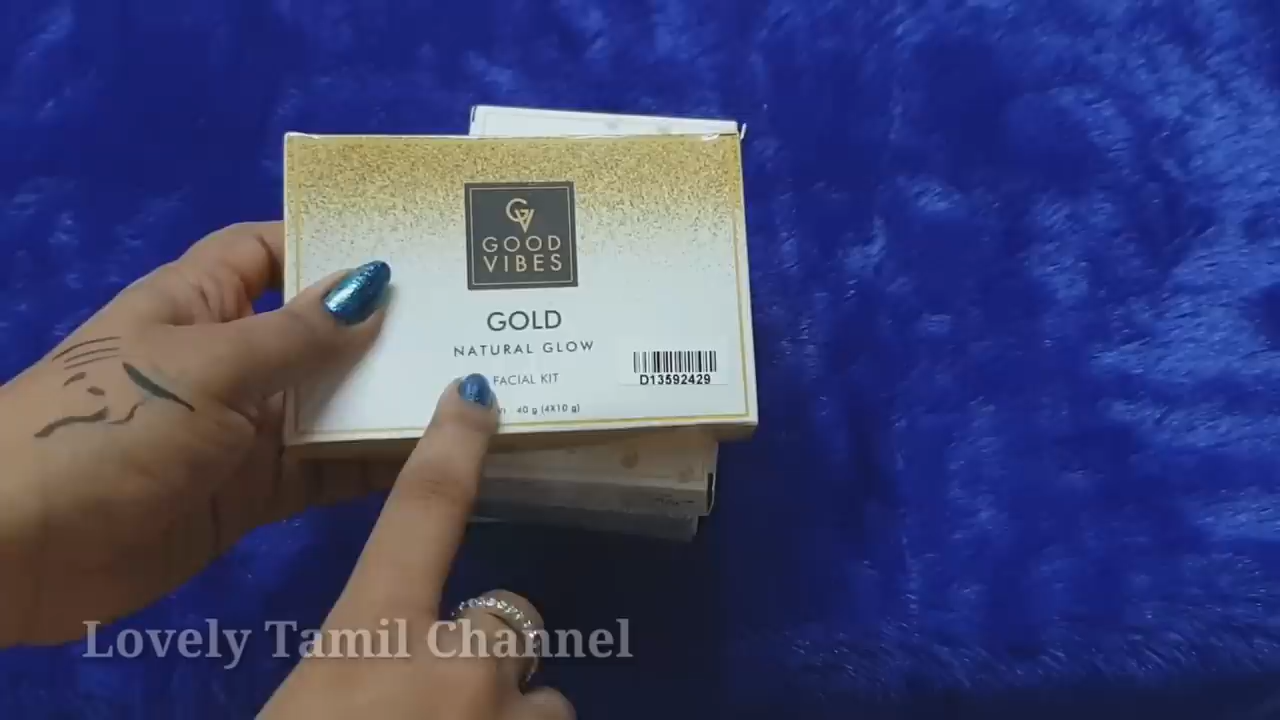 GV
GOOD
VIBES
GOLD
NATURAL GLOW
FACIAL KIT
D13592429
40 g (4X10 g)
Lovely Tamil Channel